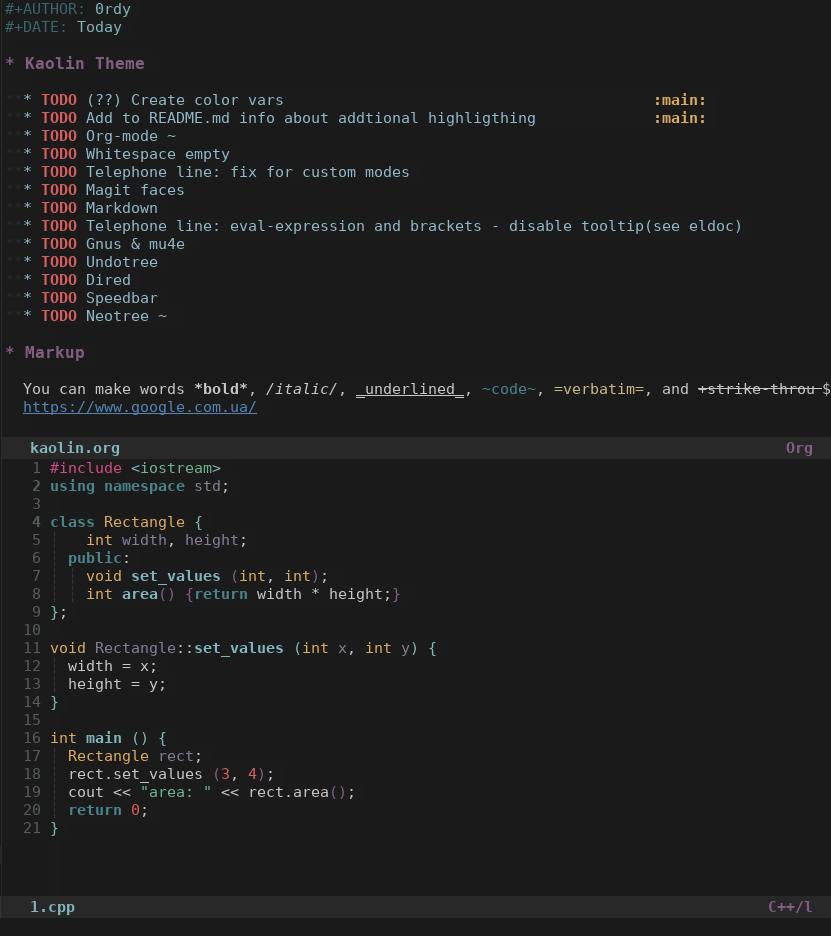 #+AUTHOR: 0rdy
#+DATE: Today
* Kaolin Theme
* TODO (??) Create color vars :main:
* TODO Add to README.md info about addtional highligthing :main:
* TODO Org-mode ~
* TODO Whitespace empty
* TODO Telephone line: fix for custom modes
* TODO Magit faces
* TODO Markdown
* TODO Telephone line: eval-expression and brackets - disable tooltip(see eldoc)
* TODO Gnus & mu4e
* TODO Undotree
* TODO Dired
* TODO Speedbar
* TODO Neotree ~
* Markup
You can make words *bold*, /italic/, _underlined_, ~code~, =verbatim=, and +strike-throu$
https://www.google.com.ua/
kaolin.org Org
1 #include <iostream>
2 using namespace std;
3
4 class Rectangle {
5 int width, height;
6 public:
7 void set_values (int, int);
8 int area() {return width * height;}
9 };
10
11 void Rectangle::set_values (int x, int y) {
12 width = x;
13 height = y;
14 }
15
16 int main () {
17 Rectangle rect;
18 rect.set_values (3, 4);
19 cout << "area: " << rect.area();
20 return 0;
21 }
1.cpp C++/l